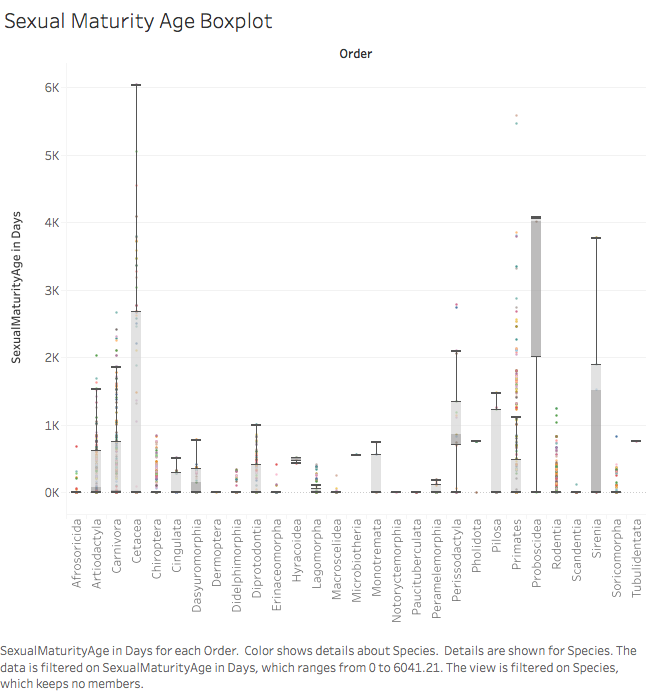 Sexual Maturity Age Boxplot
Order
SexualMaturityAge in Days
6K
5K
4K
3K
2K
1K
0K
Afrosoricida
Artiodactyla
Carnivora
Cetacea
Chiroptera
Cingulata
Dasyuromorphia
Dermoptera
Didelphimorphia
Diprotodontia
Erinaceomorpha
Hyracoidea
Lagomorpha
Macroscelidea
Microbiotheria
Monotremata
Notoryctemorphia
Paucituberculata
Peramelemorphia
Perissodactyla
Pholidota
Pilosa
Primates
Proboscidea
Rodentia
Scandentia
Sirenia
Soricomorpha
Tubulidentata
SexualMaturityAge in Days for each Order.  Color shows details about Species.  Details are shown for Species. The
data is filtered on SexualMaturityAge in Days, which ranges from 0 to 6041.21. The view is filtered on Species,
which keeps no members.